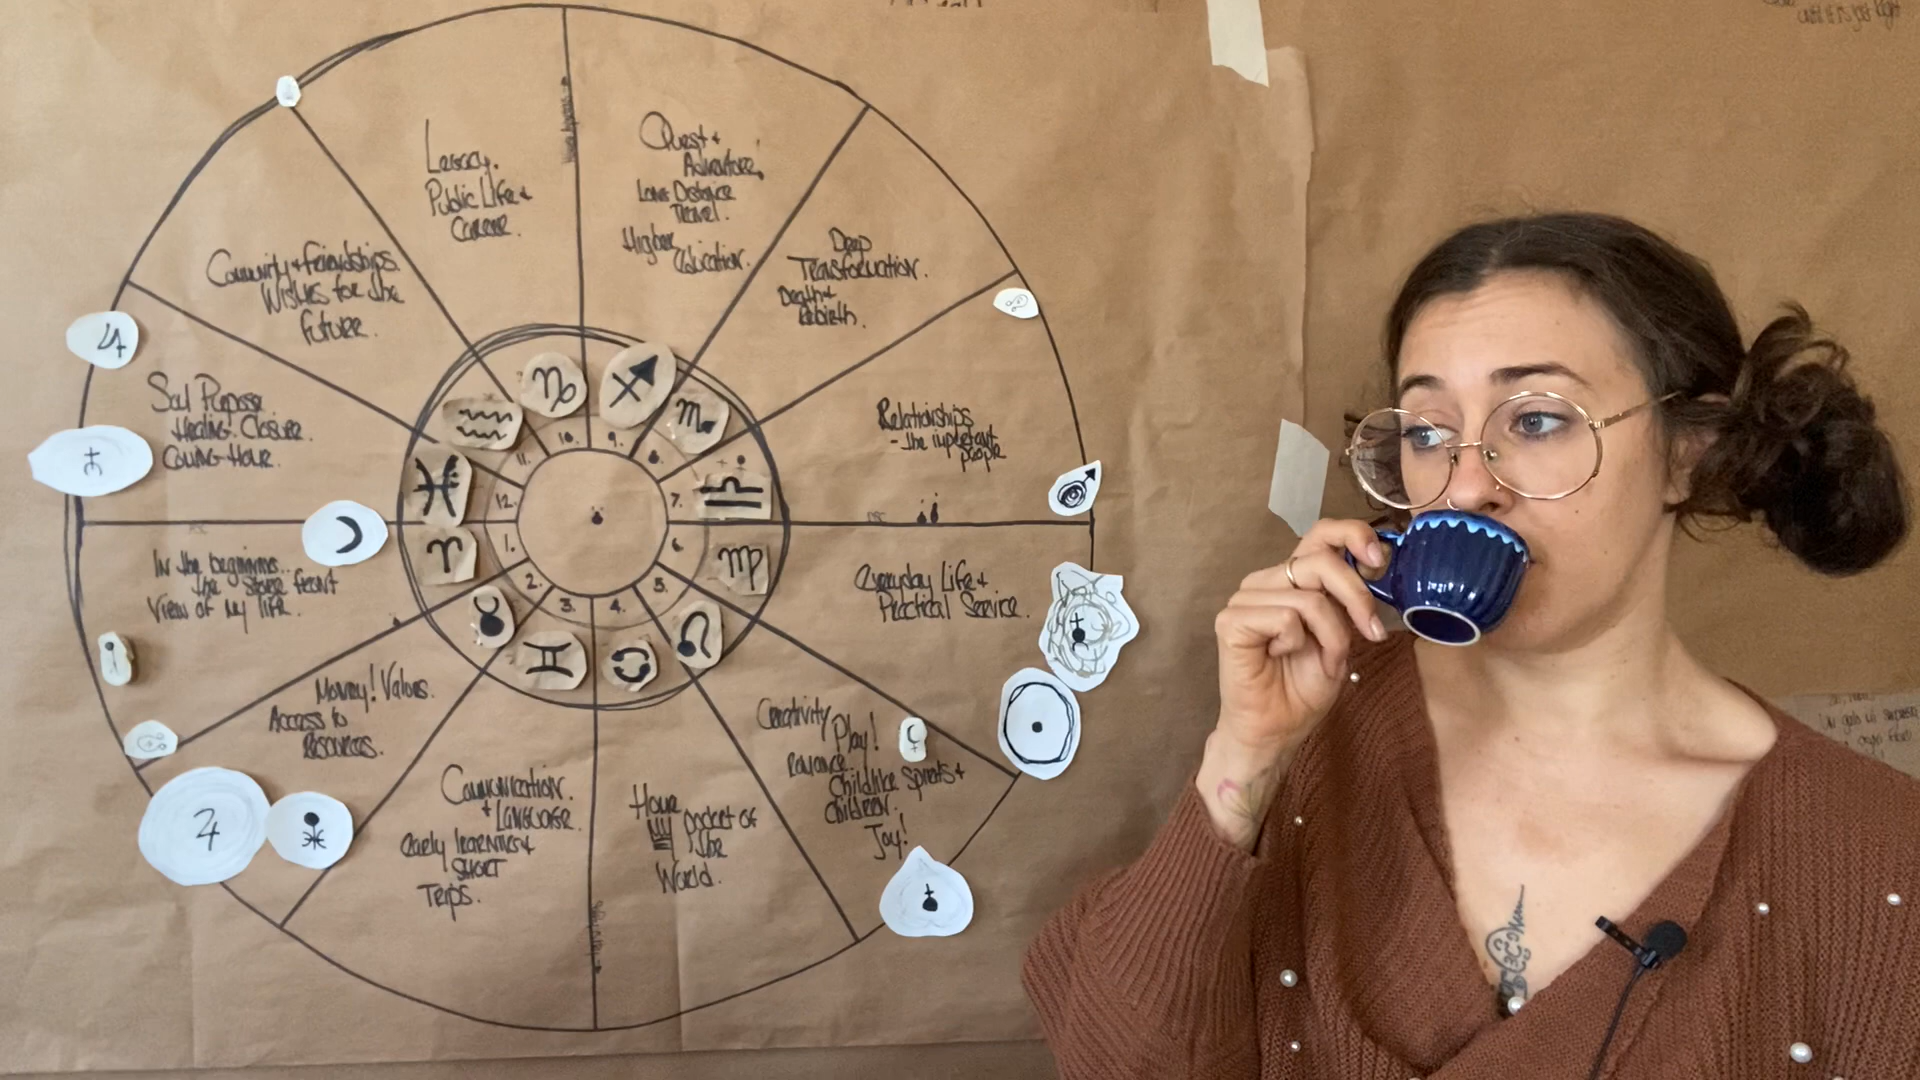 Legacy.
Public Life +
Career.
Quest +
Adventure,
Long Distance
Travel.
Higher
Education.
Deep
Transformation.
Death +
Rebirth.
Relationships
- the important
people
DSC
Everyday Life +
Practical Service.
Creativity
Play!
Romance.
Childlike Spirits +
Children.
Joy!
Home
MY pocket of
the
World.
Communication.
+ Language.
Early learning +
SHORT
Trips.
Money! Values.
Access to
Resources.
In the beginning..
the store front
View of My life.
Soul Purpose.
Healing. Closure.
Coming Home.
Community + friendships.
Wishes for the
future.
1.
2.
3.
4.
5.
6.
7.
8.
9.
10.
11.
12.